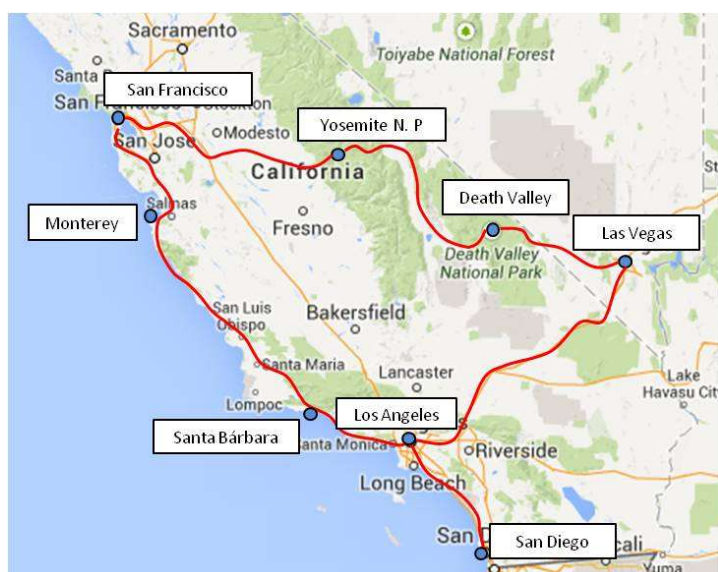 Sacramento
Toiyabe National Forest
Santa
San Francisco
San
Modesto
Yosemite N. P
San Jose
California
Death Valley
Monterey
Salinas
Fresno
Las Vegas
Death Valley
National Park
San Luis
Obispo
Bakersfield
Santa Maria
Lancaster
Lake
Havasu City
Lompoc
Los Angeles
Santa Bárbara
Santa Monica
Riverside
Long Beach
San
San Diego
cali
Yuma